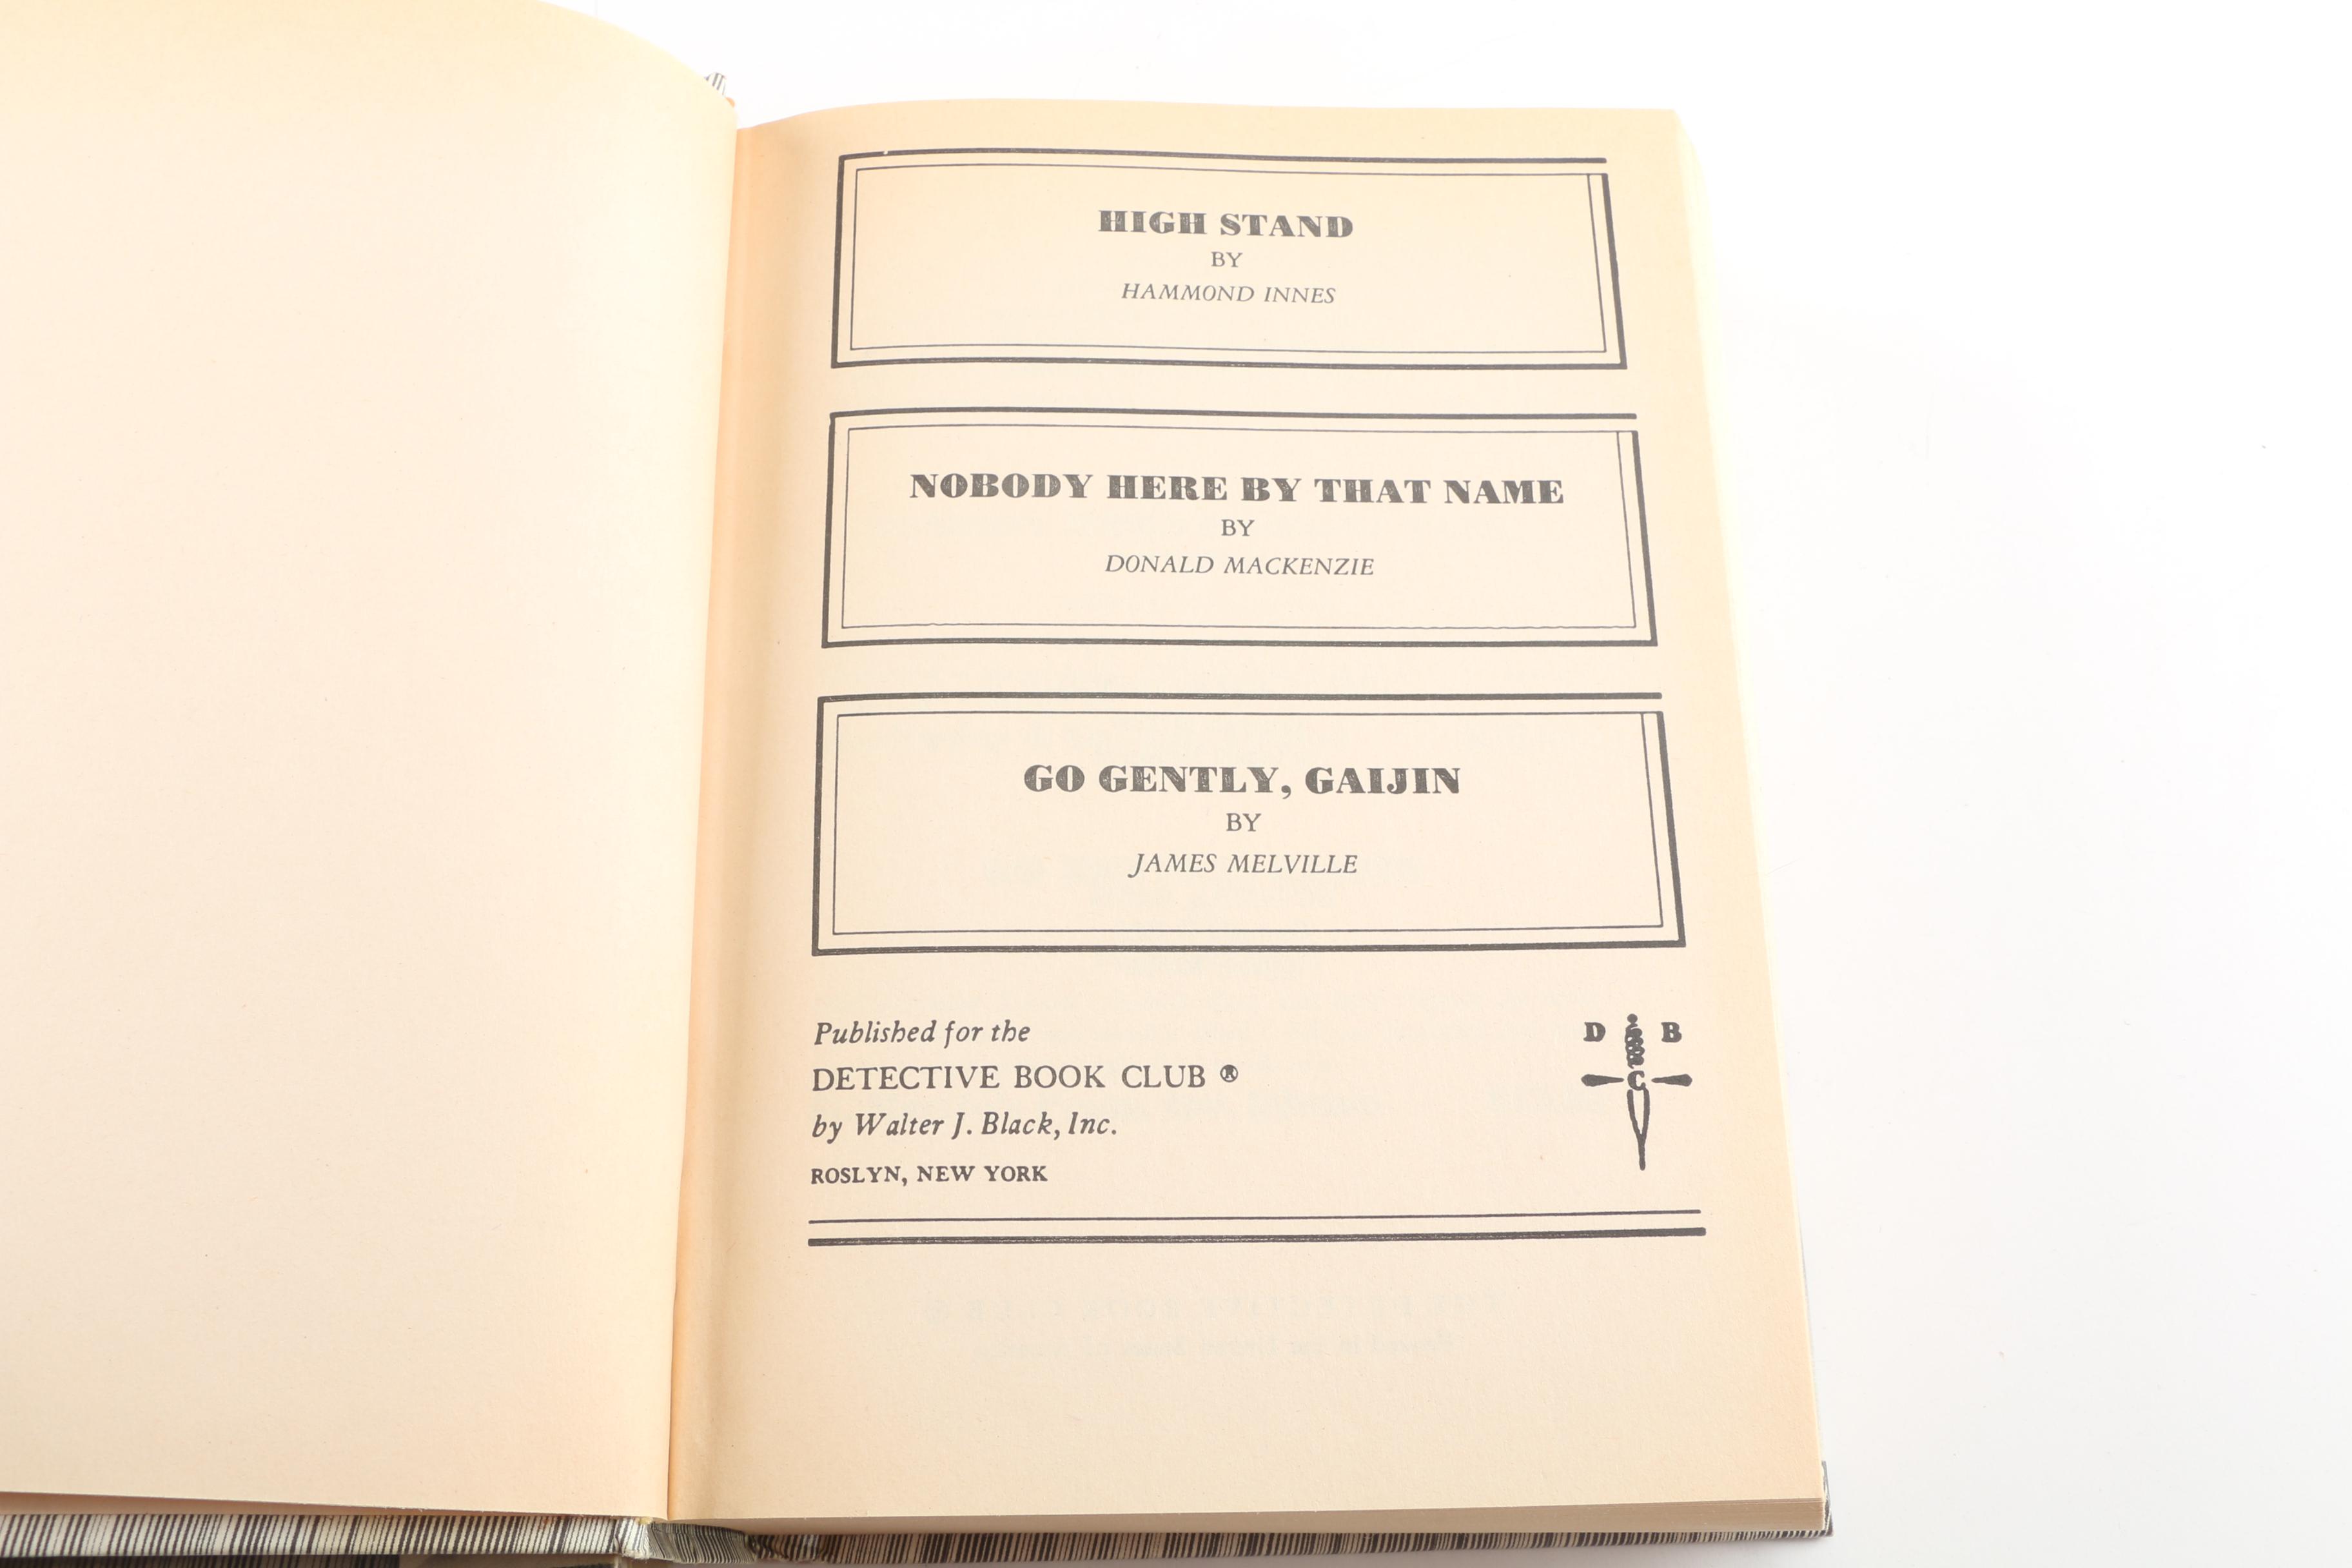 HIGH STAND
BY
HAMMOND INNES
NOBODY HERE BY THAT NAME
BY
DONALD MACKENZIE
GO GENTLY, GAIJIN
BY
JAMES MELVILLE
Published for the
DETECTIVE BOOK CLUB ®
by Walter J. Black, Inc.
ROSLYN, NEW YORK
D B
C